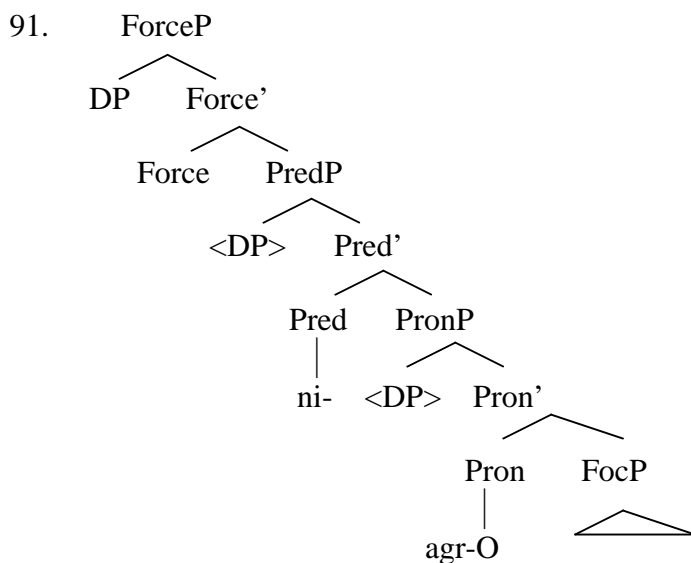 91. ForceP
DP Force’
Force PredP
<DP> Pred’
Pred PronP
ni- <DP> Pron’
Pron FocP
agr-O